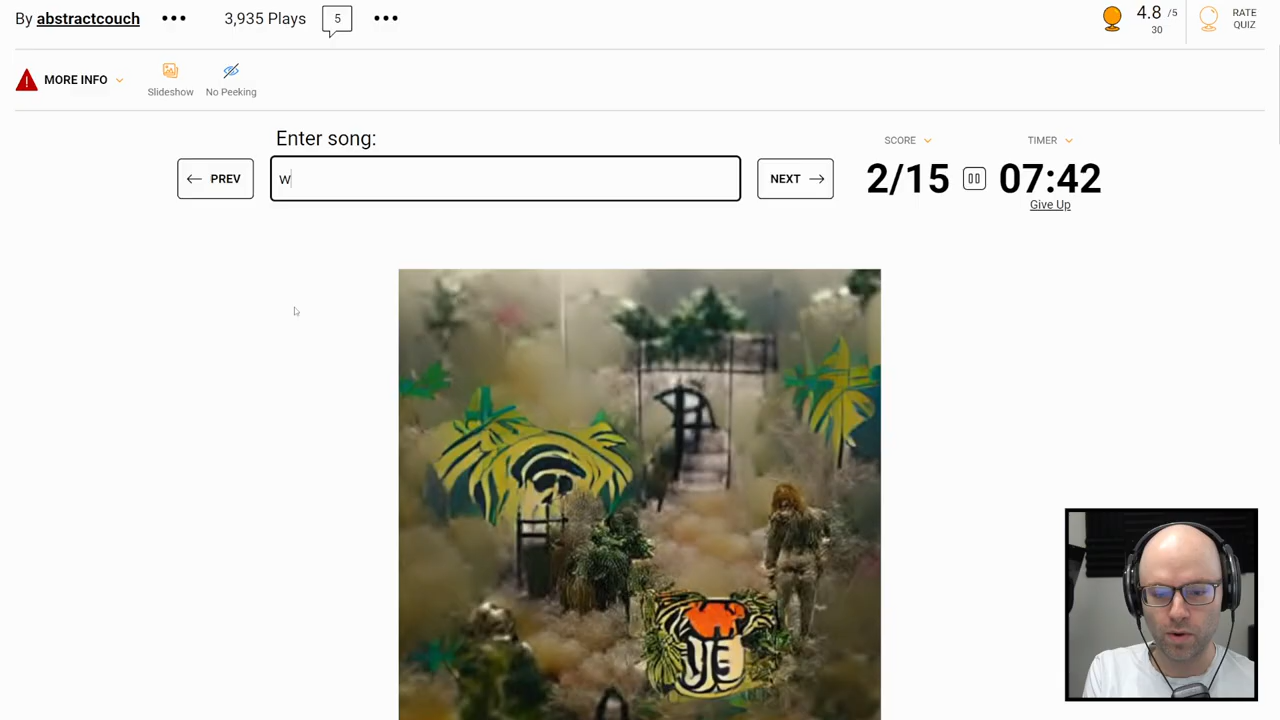 By abstractcouch
3,935 Plays
5
4.8 /5
30
RATE
QUIZ
MORE INFO
Slideshow
No Peeking
Enter song:
PREV
w
NEXT
SCORE
2/15
TIMER
07:42
Give Up